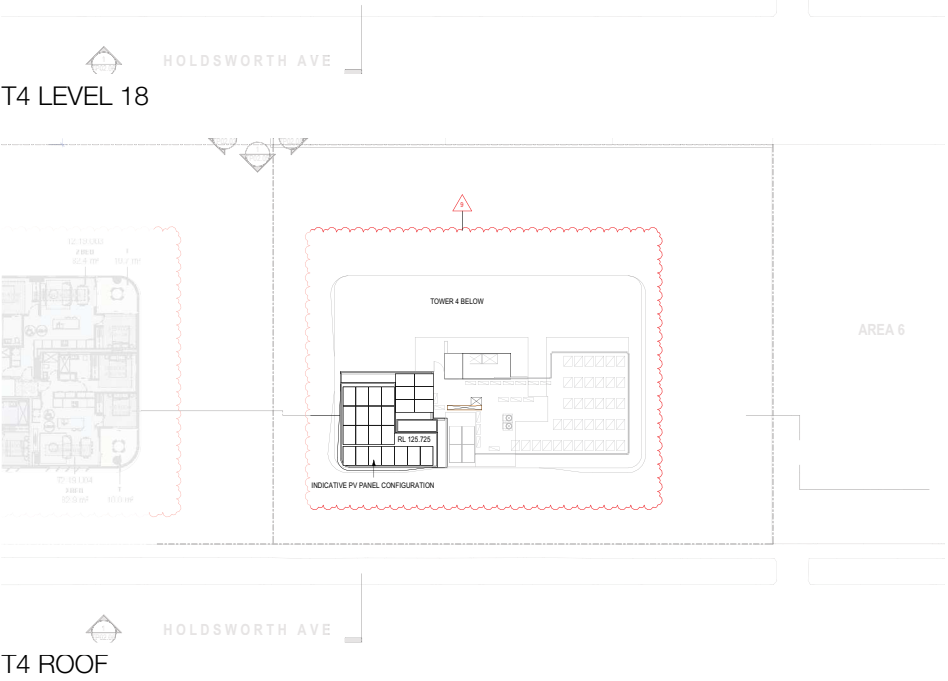 HOLDSWORTH AVE
T4 LEVEL 18
9
TOWER 4 BELOW
AREA 6
RL 125.725
INDICATIVE PV PANEL CONFIGURATION
HOLDSWORTH AVE
T4 ROOF